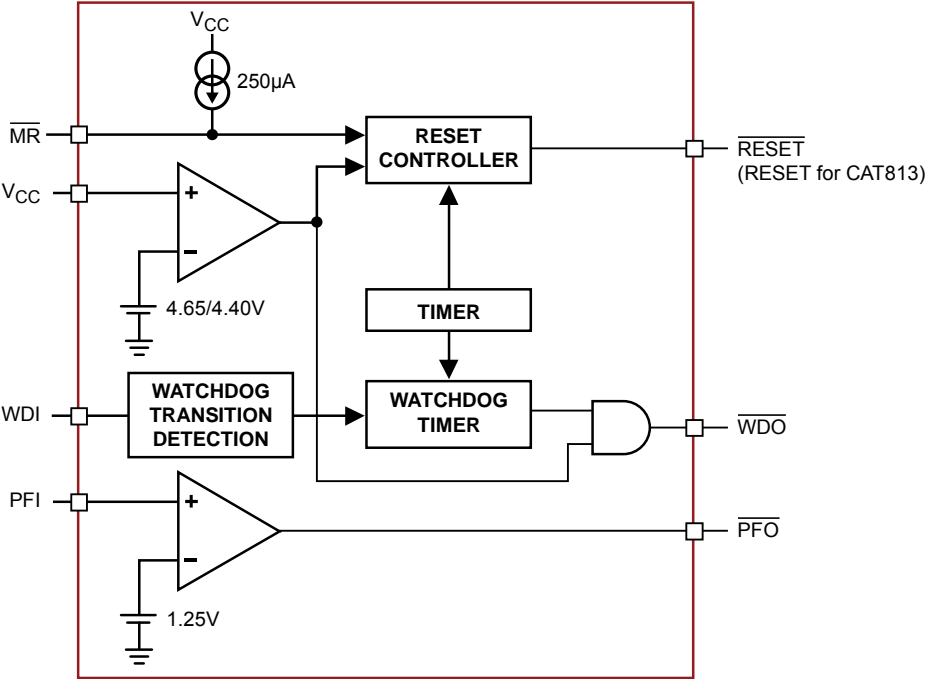 VCC
250µA
MR
RESET
CONTROLLER
RESET
(RESET for CAT813)
VCC
+
−
4.65/4.40V
TIMER
WDI
WATCHDOG
TRANSITION
DETECTION
WATCHDOG
TIMER
WDO
PFI
+
−
PFO
1.25V